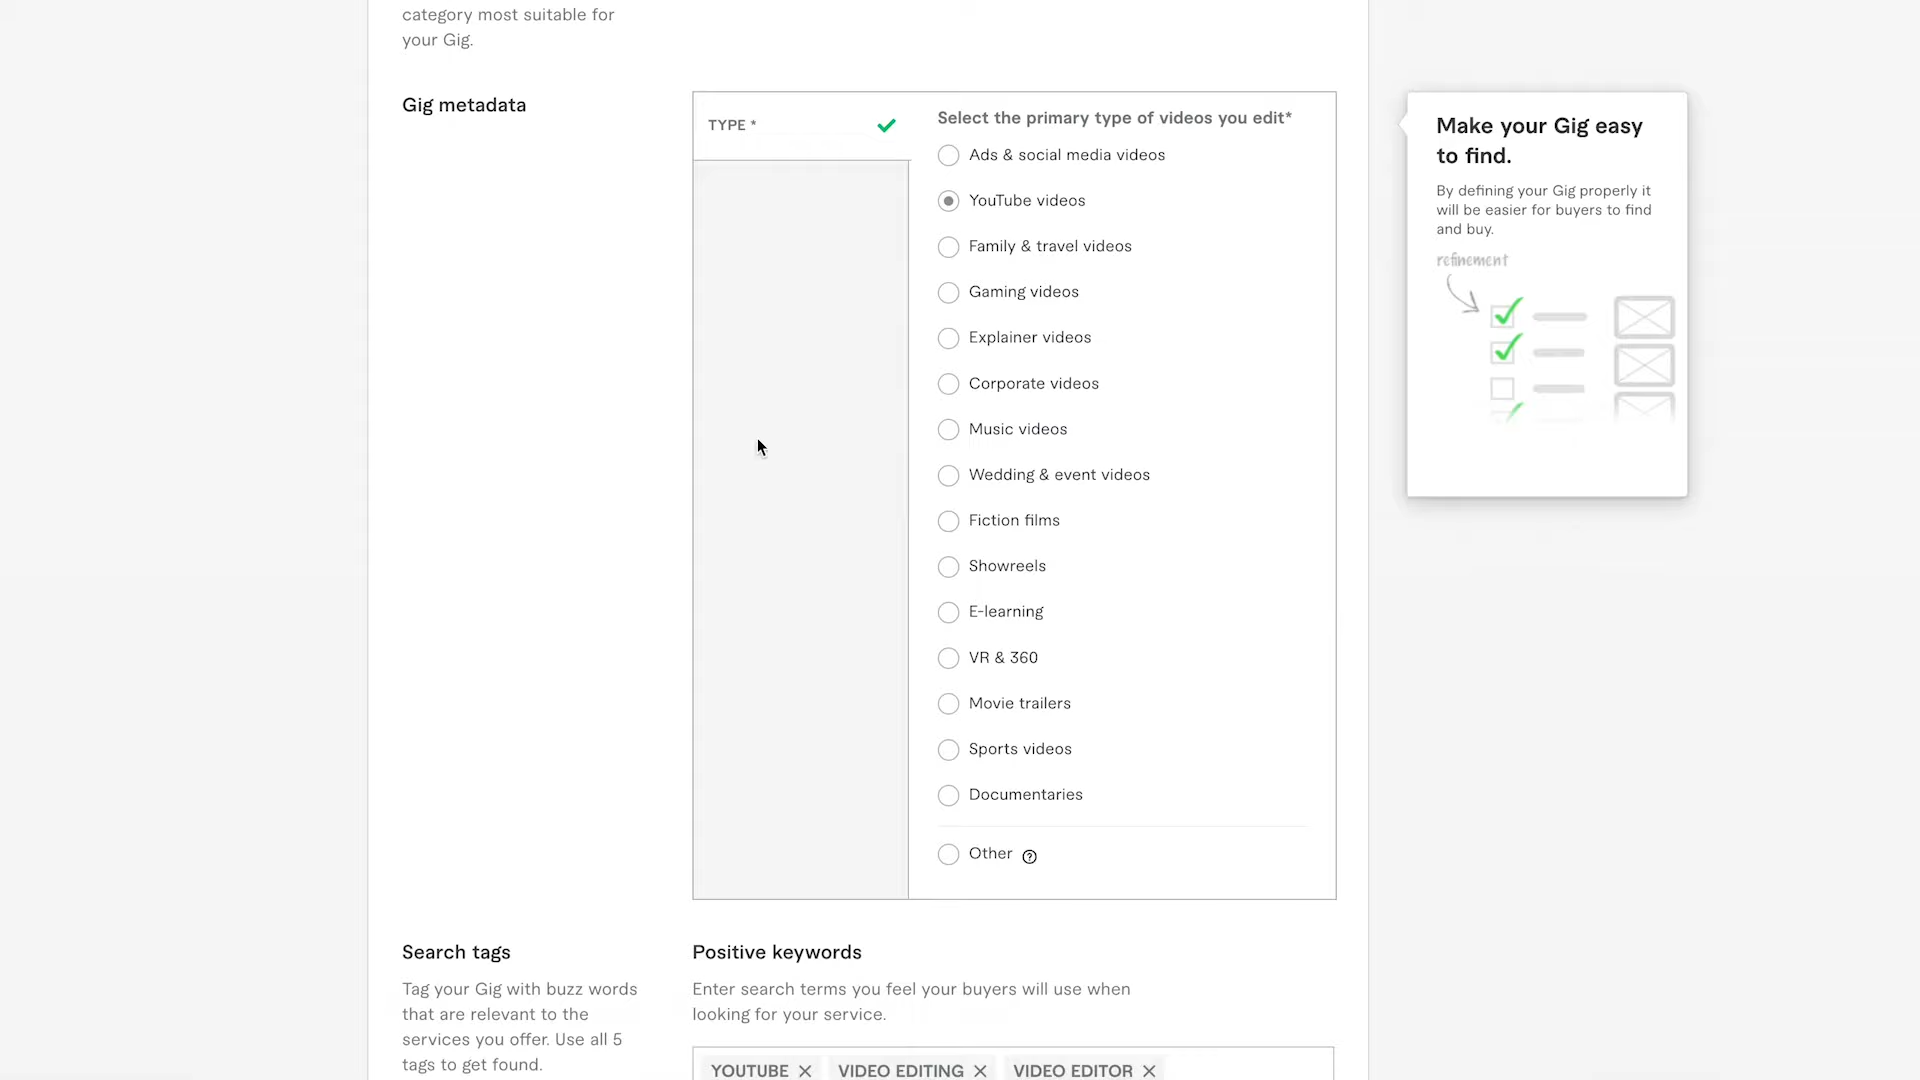 category most suitable for
your Gig.
Gig metadata
TYPE *
Select the primary type of videos you edit*
Ads & social media videos
YouTube videos
Family & travel videos
Gaming videos
Explainer videos
Corporate videos
Music videos
Wedding & event videos
Fiction films
Showreels
E-learning
VR & 360
Movie trailers
Sports videos
Documentaries
Other ?
Make your Gig easy
to find.
By defining your Gig properly it
will be easier for buyers to find
and buy.
refinement
Search tags
Tag your Gig with buzz words
that are relevant to the
services you offer. Use all 5
tags to get found.
Positive keywords
Enter search terms you feel your buyers will use when
looking for your service.
YOUTUBE VIDEO EDITING VIDEO EDITOR